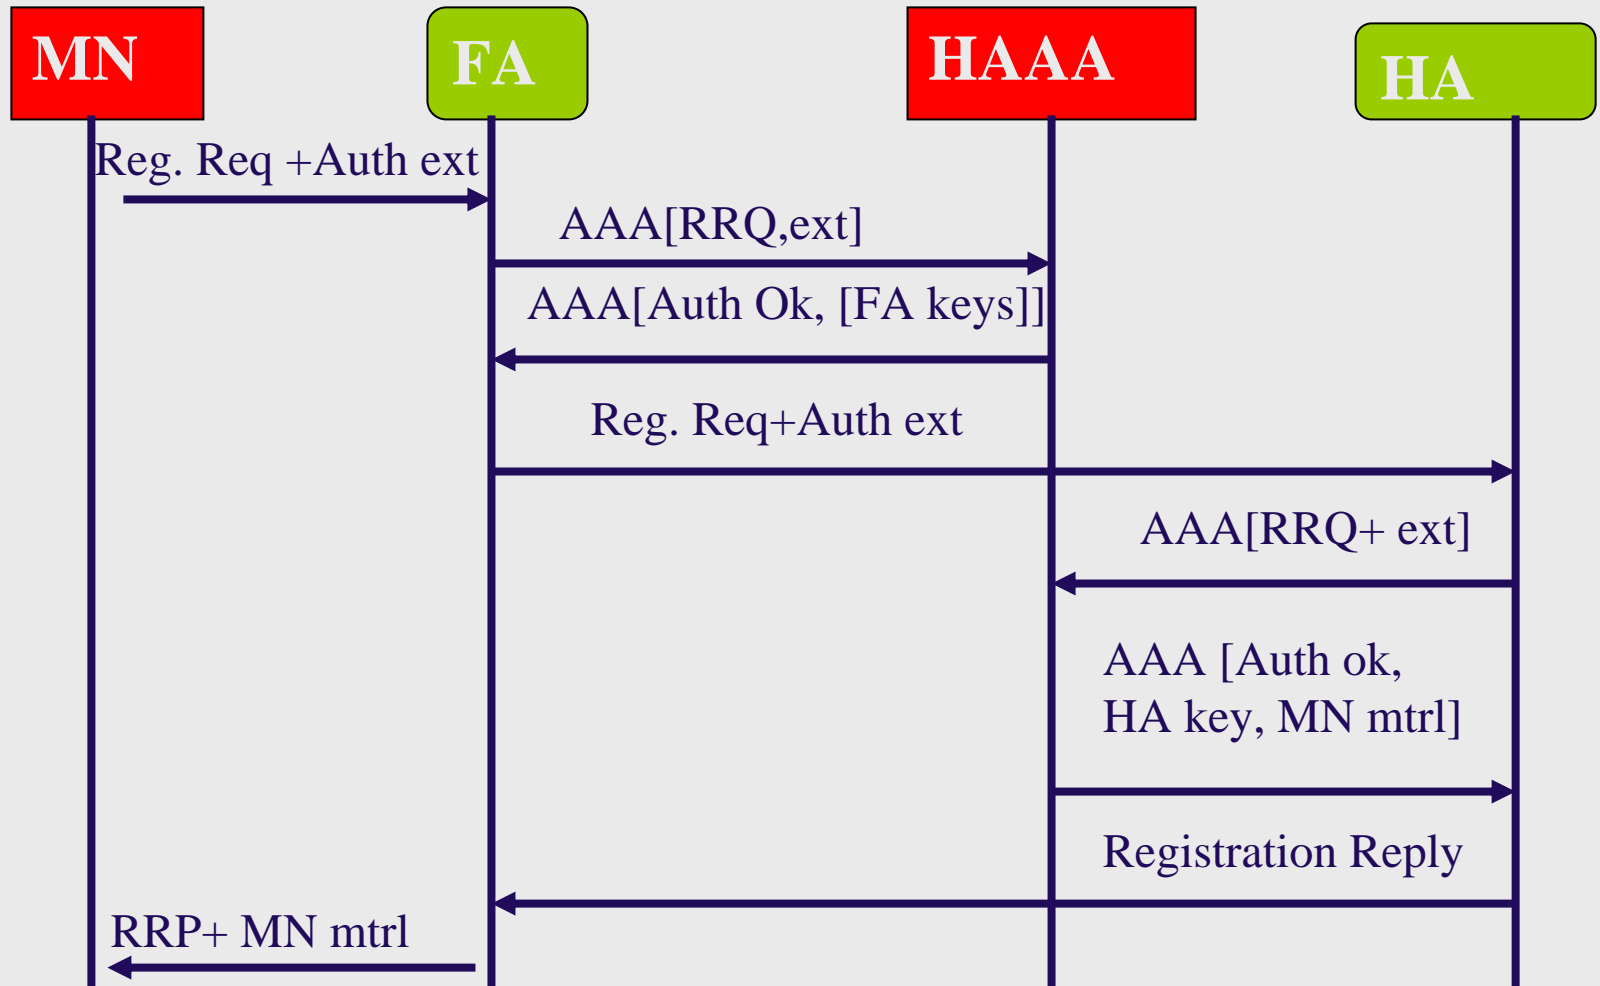 MN
FA
HAAA
HA
Reg. Req +Auth ext
AAA[RRQ,ext]
AAA[Auth Ok, [FA keys]]
Reg. Req+Auth ext
AAA[RRQ+ ext]
AAA [Auth ok,
HA key, MN mtrl]
Registration Reply
RRP+ MN mtrl